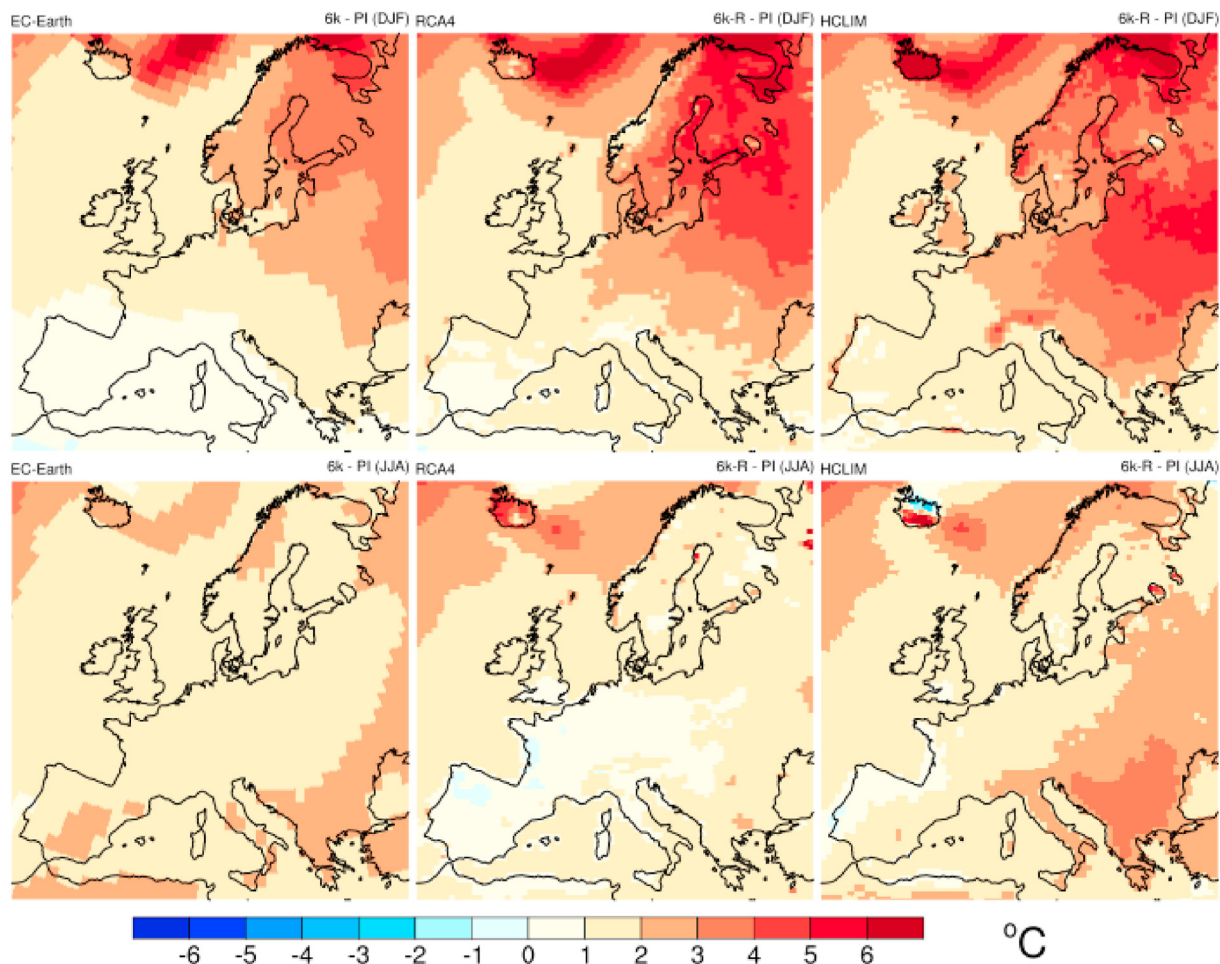 EC-Earth 6k - PI (DJF) RCA4 6k-R - PI (DJF) HCLIM 6k-R - PI (DJF)
EC-Earth 6k - PI (JJA) RCA4 6k-R - PI (JJA) HCLIM 6k-R - PI (JJA)
-6 -5 -4 -3 -2 -1 0 1 2 3 4 5 6 °C